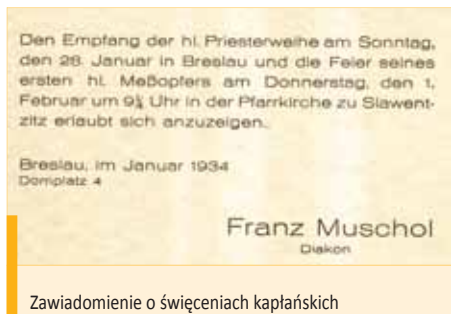 Den Empfang der hl. Priesterweihe am Sonntag,
den 28. Januar in Breslau und die Feier seines
ersten hl. Meßopfers am Donnerstag, den 1.
Februar um 9¼ Uhr in der Pfarrkirche zu Slawent-
zitz erlaubt sich anzuzeigen.
Breslau, im Januar 1934
Domplatz 4
Franz Muschol
Diakon
Zawiadomienie o święceniach kapłańskich